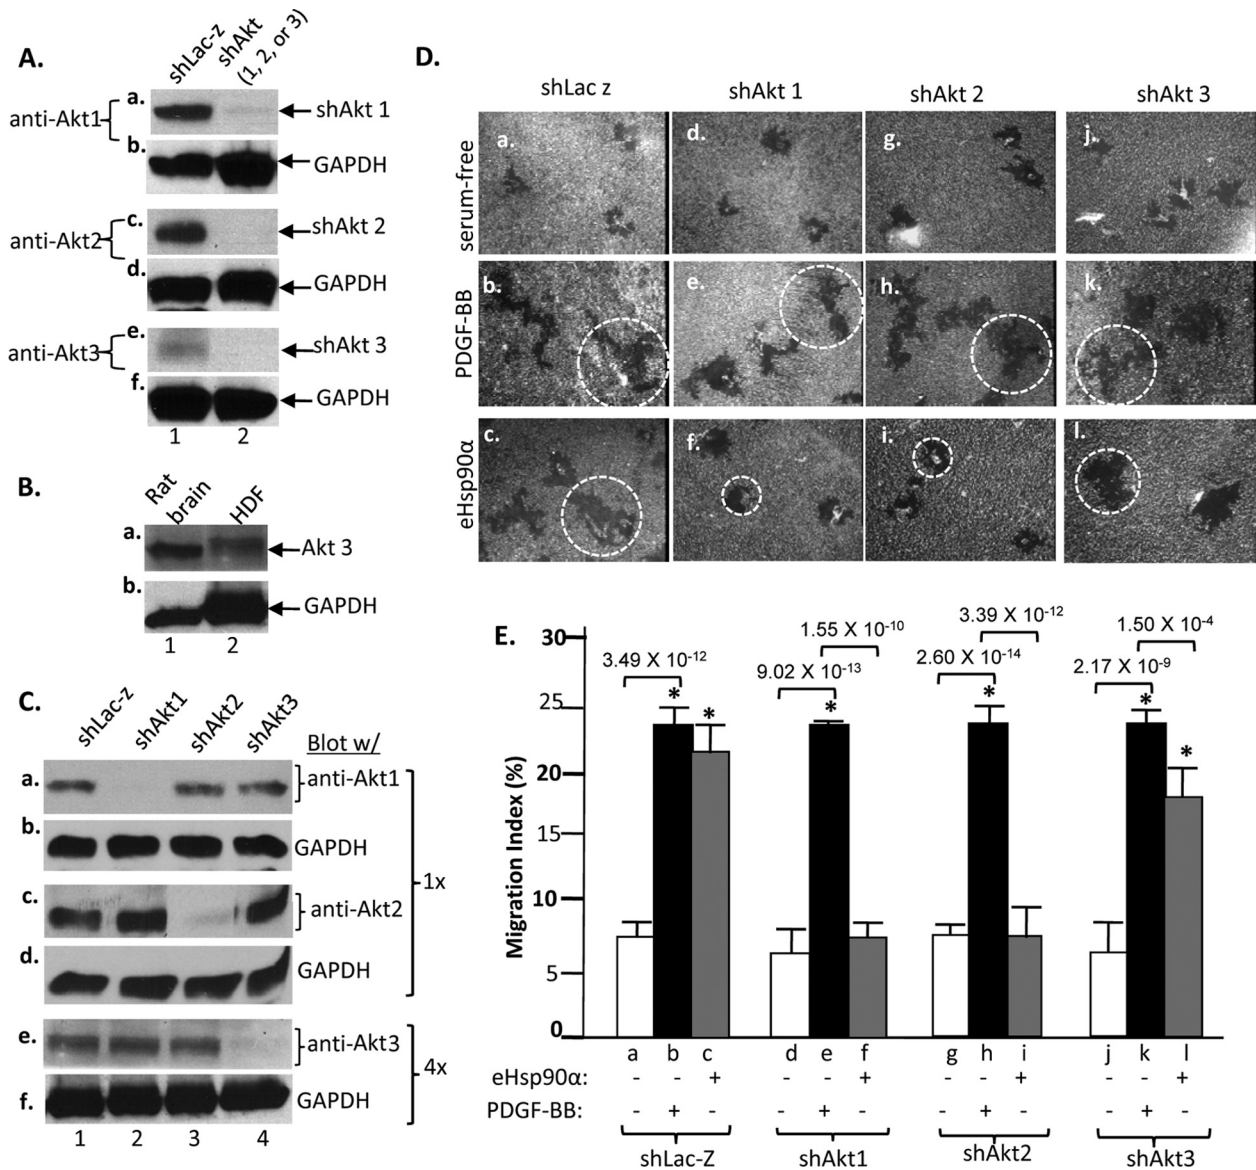 A.
shLac-z
shAkt
(1, 2, or 3)
anti-Akt1
a.
shAkt 1
b.
GAPDH
anti-Akt2
c.
shAkt 2
d.
GAPDH
anti-Akt3
e.
shAkt 3
f.
GAPDH
1 2
B.
Rat
brain
HDF
a.
Akt 3
b.
GAPDH
1 2
C.
shLac-z
shAkt1
shAkt2
shAkt3
Blot w/
a.
anti-Akt1
b.
GAPDH
1x
c.
anti-Akt2
d.
GAPDH
e.
anti-Akt3
4x
f.
GAPDH
1 2 3 4
D.
shLac z shAkt 1 shAkt 2 shAkt 3
serum-free
a. d. g. j.
PDGF-BB
b. e. h. k.
eHsp90α
c. f. i. l.
E.
30
25
20
15
10
5
0
Migration Index (%)
3.49 X 10-12
9.02 X 10-13
1.55 X 10-10
2.60 X 10-14
3.39 X 10-12
2.17 X 10-9
1.50 X 10-4
* * * * * *
a b c d e f g h i j k l
eHsp90α: - - + - - + - - + - - +
PDGF-BB: - + - - + - - + - - + -
shLac-Z shAkt1 shAkt2 shAkt3